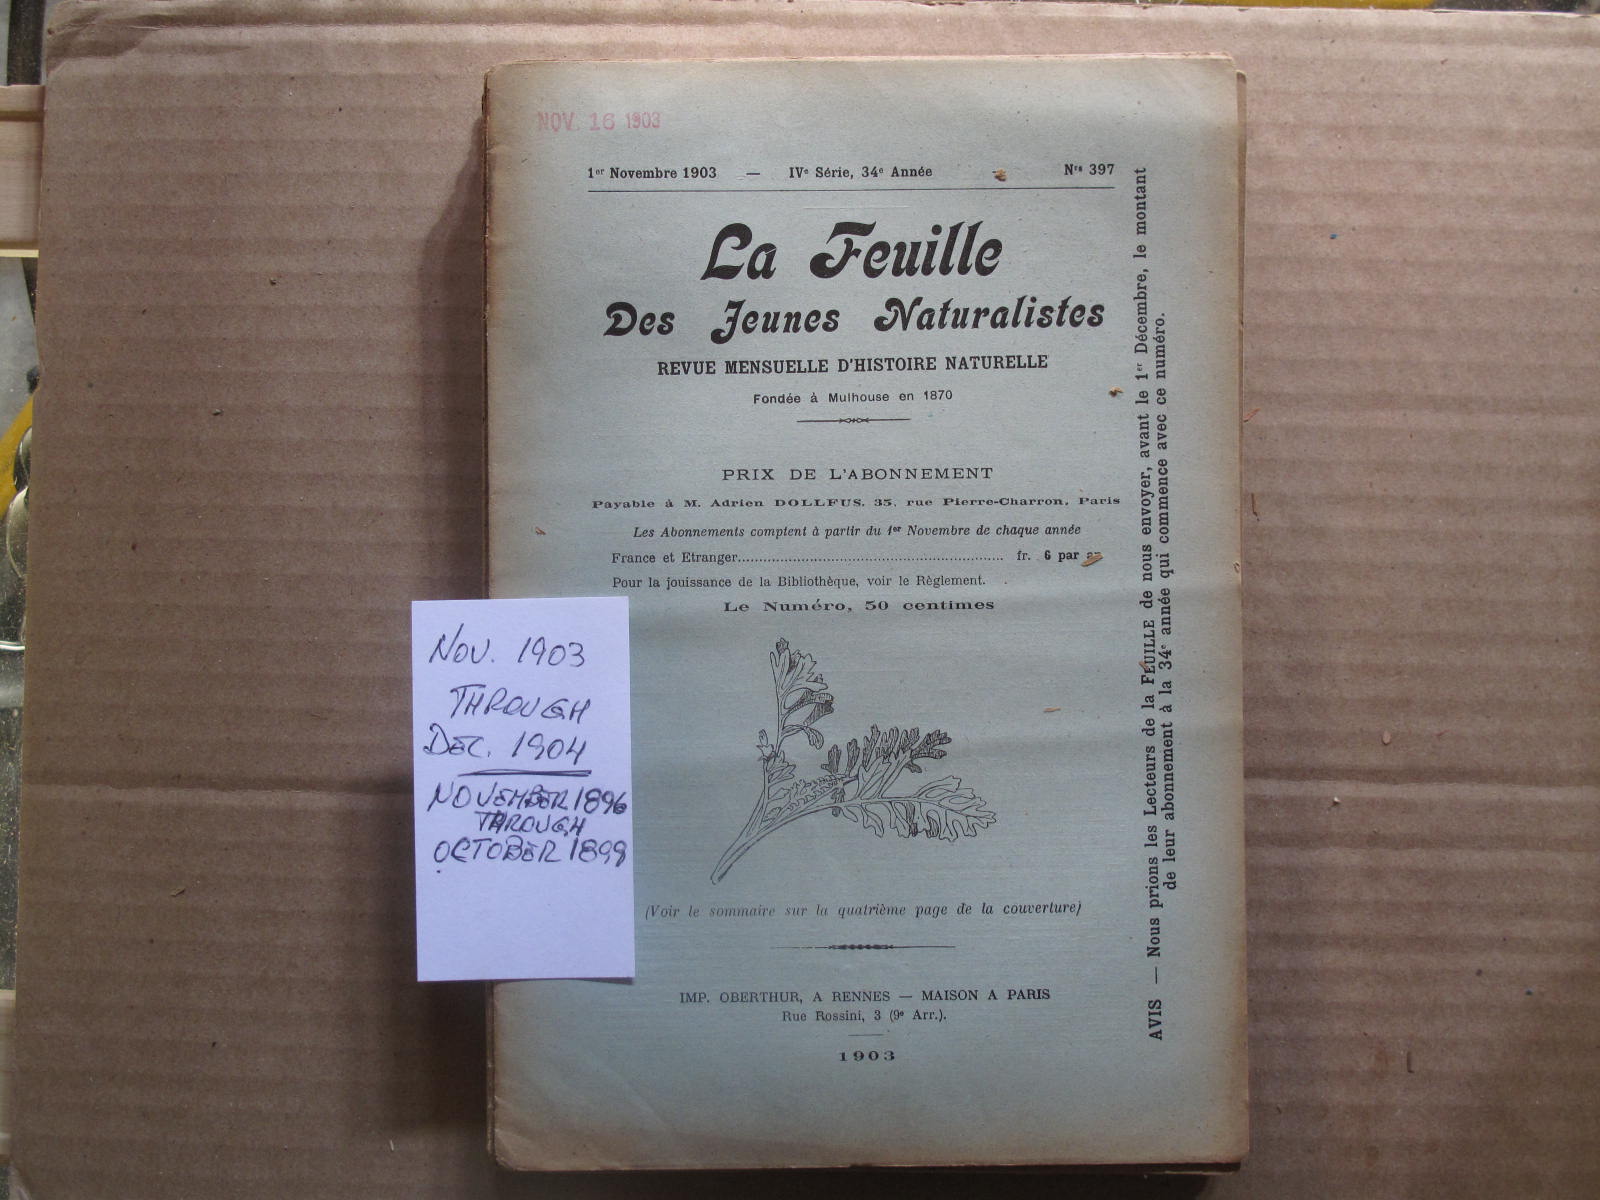 NOV. 16 1903
1er Novembre 1903 — IVe Série, 34e Année Nrs 397
La Feuille
Des Jeunes Naturalistes
REVUE MENSUELLE D'HISTOIRE NATURELLE
Fondée à Mulhouse en 1870
PRIX DE L'ABONNEMENT
Payable à M. Adrien DOLLFUS, 35, rue Pierre-Charron, Paris
Les Abonnements comptent à partir du 1er Novembre de chaque année
France et Etranger........................................ fr. 6 par
Pour la jouissance de la Bibliothèque, voir le Règlement.
Le Numéro, 50 centimes
(Voir le sommaire sur la quatrième page de la couverture)
IMP. OBERTHUR, A RENNES — MAISON A PARIS
Rue Rossini, 3 (9e Arr.).
1903
AVIS — Nous prions les Lecteurs de la FEUILLE de nous envoyer, avant le 1er Décembre, le montant
de leur abonnement à la 34e année qui commence avec ce numéro.
NOV. 1903
THROUGH
DEC. 1904
NOVEMBER 1896
THROUGH
OCTOBER 1899